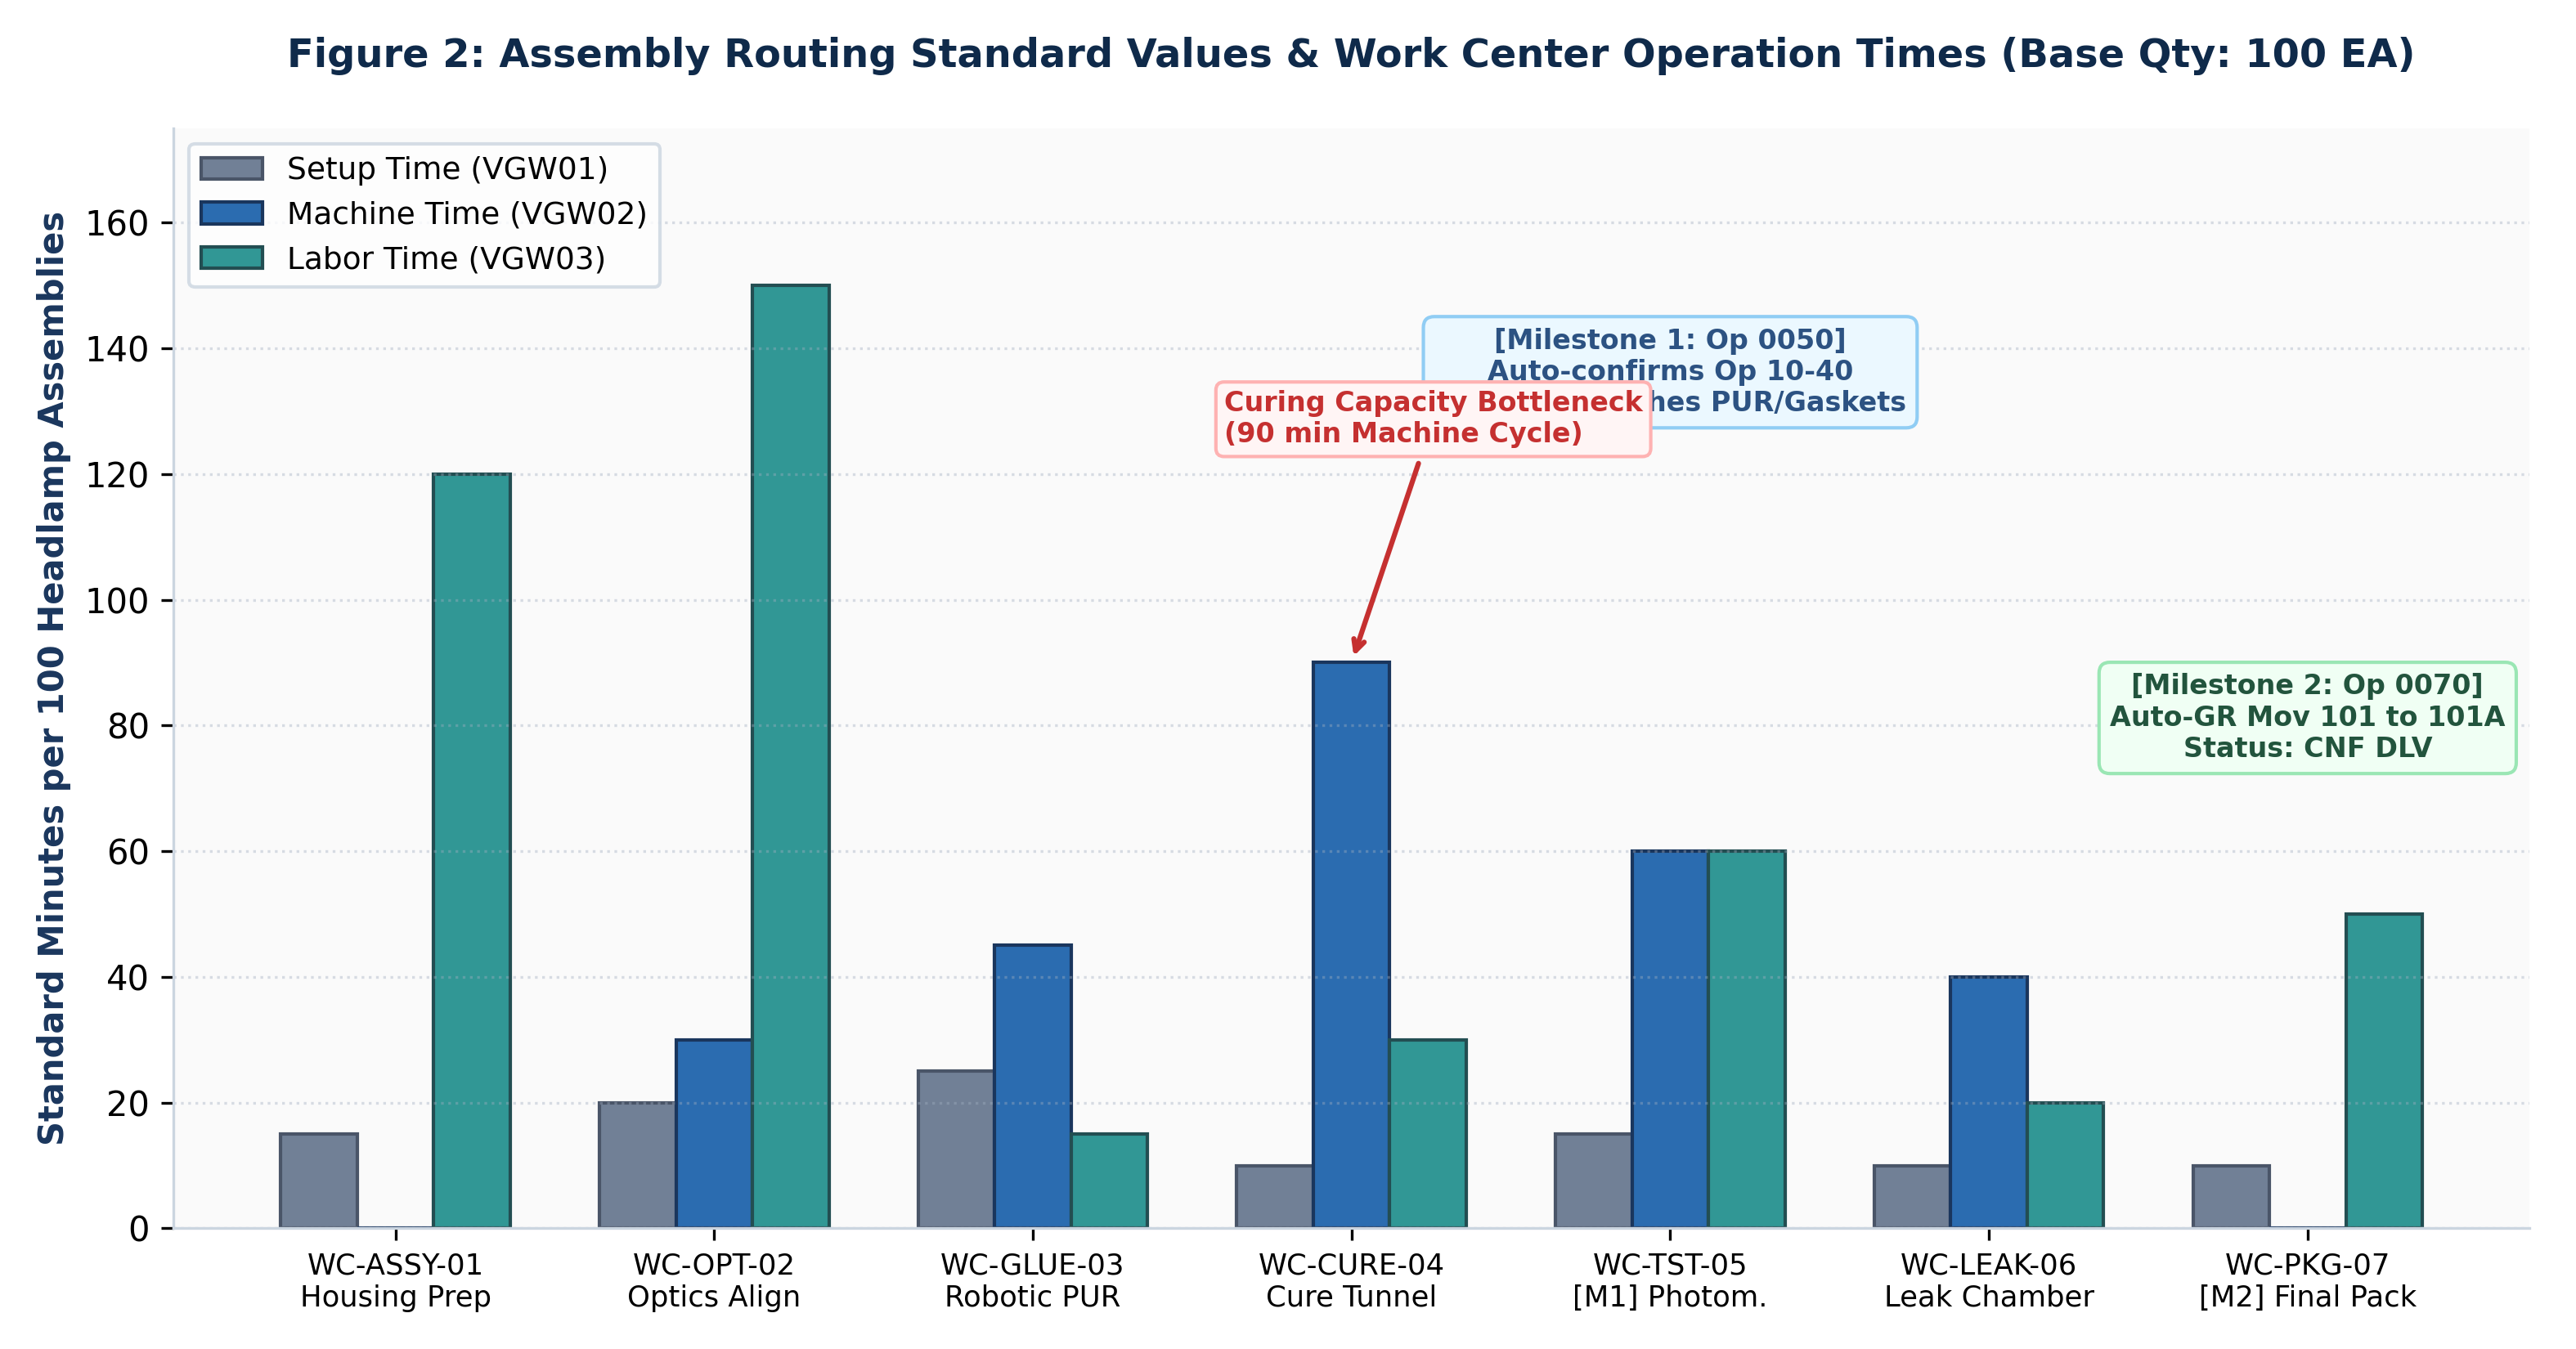 Figure 2: Assembly Routing Standard Values & Work Center Operation Times (Base Qty: 100 EA)
Standard Minutes per 100 Headlamp Assemblies
Setup Time (VGW01)
Machine Time (VGW02)
Labor Time (VGW03)
160
140
120
100
80
60
40
20
0
[Milestone 1: Op 0050]
Auto-confirms Op 10-40
PUR/Gaskets
Curing Capacity Bottleneck
(90 min Machine Cycle)
[Milestone 2: Op 0070]
Auto-GR Mov 101 to 101A
Status: CNF DLV
WC-ASSY-01
Housing Prep
WC-OPT-02
Optics Align
WC-GLUE-03
Robotic PUR
WC-CURE-04
Cure Tunnel
WC-TST-05
[M1] Photom.
WC-LEAK-06
Leak Chamber
WC-PKG-07
[M2] Final Pack